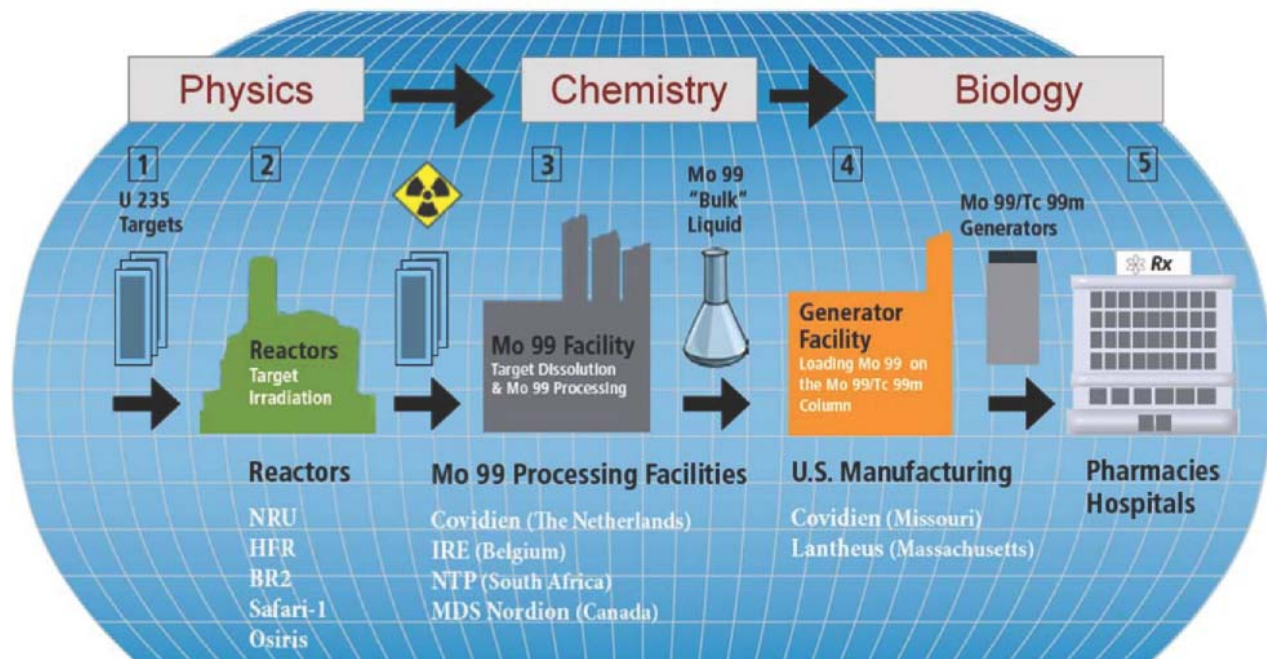 Physics
Chemistry
Biology
1
U 235
Targets
2
3
Mo 99
"Bulk"
Liquid
4
Mo 99/Tc 99m
Generators
5
Rx
Reactors
Target
Irradiation
Mo 99 Facility
Target Dissolution
& Mo 99 Processing
Generator
Facility
Loading Mo 99 on
the Mo 99/Tc 99m
Column
Reactors
NRU
HFR
BR2
Safari-1
Osiris
Mo 99 Processing Facilities
Covidien (The Netherlands)
IRE (Belgium)
NTP (South Africa)
MDS Nordion (Canada)
U.S. Manufacturing
Covidien (Missouri)
Lantheus (Massachusetts)
Pharmacies
Hospitals